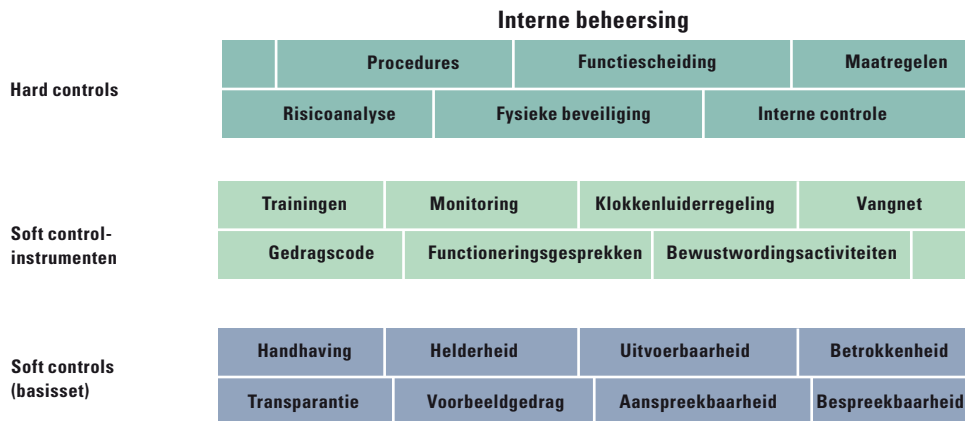 Interne beheersing
Hard controls
Procedures Functiescheiding Maatregelen
Risicoanalyse Fysieke beveiliging Interne controle
Soft control-
instrumenten
Trainingen Monitoring Klokkenluiderregeling Vangnet
Gedragscode Functioneringsgesprekken Bewustwordingsactiviteiten
Soft controls
(basisset)
Handhaving Helderheid Uitvoerbaarheid Betrokkenheid
Transparantie Voorbeeldgedrag Aanspreekbaarheid Bespreekbaarheid